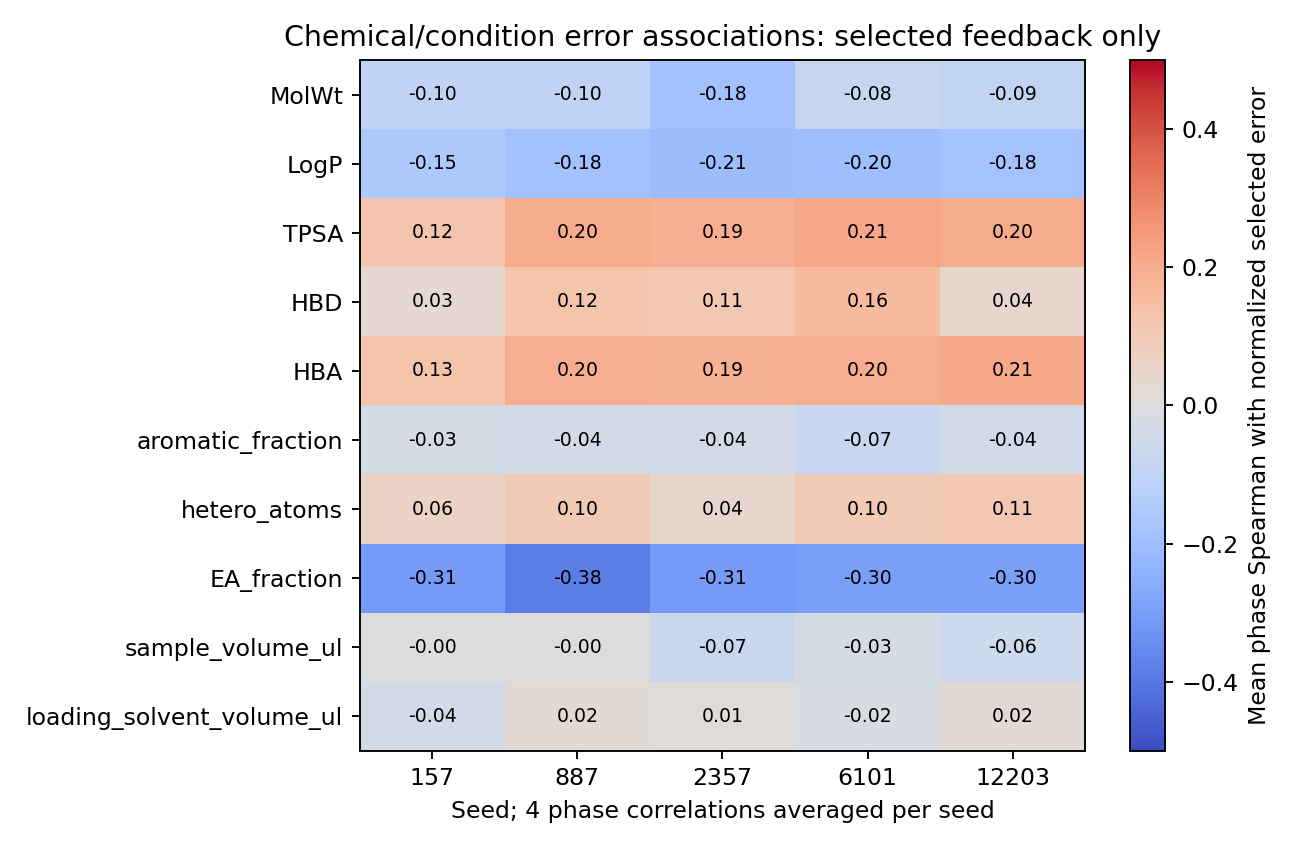 Chemical/condition error associations: selected feedback only
MolWt -0.10 -0.10 -0.18 -0.08 -0.09
LogP -0.15 -0.18 -0.21 -0.20 -0.18
TPSA 0.12 0.20 0.19 0.21 0.20
HBD 0.03 0.12 0.11 0.16 0.04
HBA 0.13 0.20 0.19 0.20 0.21
aromatic_fraction -0.03 -0.04 -0.04 -0.07 -0.04
hetero_atoms 0.06 0.10 0.04 0.10 0.11
EA_fraction -0.31 -0.38 -0.31 -0.30 -0.30
sample_volume_ul -0.00 -0.00 -0.07 -0.03 -0.06
loading_solvent_volume_ul -0.04 0.02 0.01 -0.02 0.02
157 887 2357 6101 12203
Seed; 4 phase correlations averaged per seed
0.4
0.2
0.0
−0.2
−0.4
Mean phase Spearman with normalized selected error